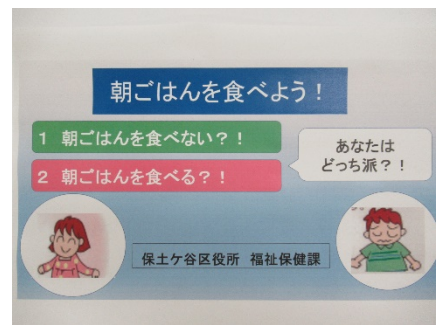 朝ごはんを食べよう！
1 朝ごはんを食べない？！
2 朝ごはんを食べる？！
あなたは
どっち派？！
保土ケ谷区役所 福祉保健課